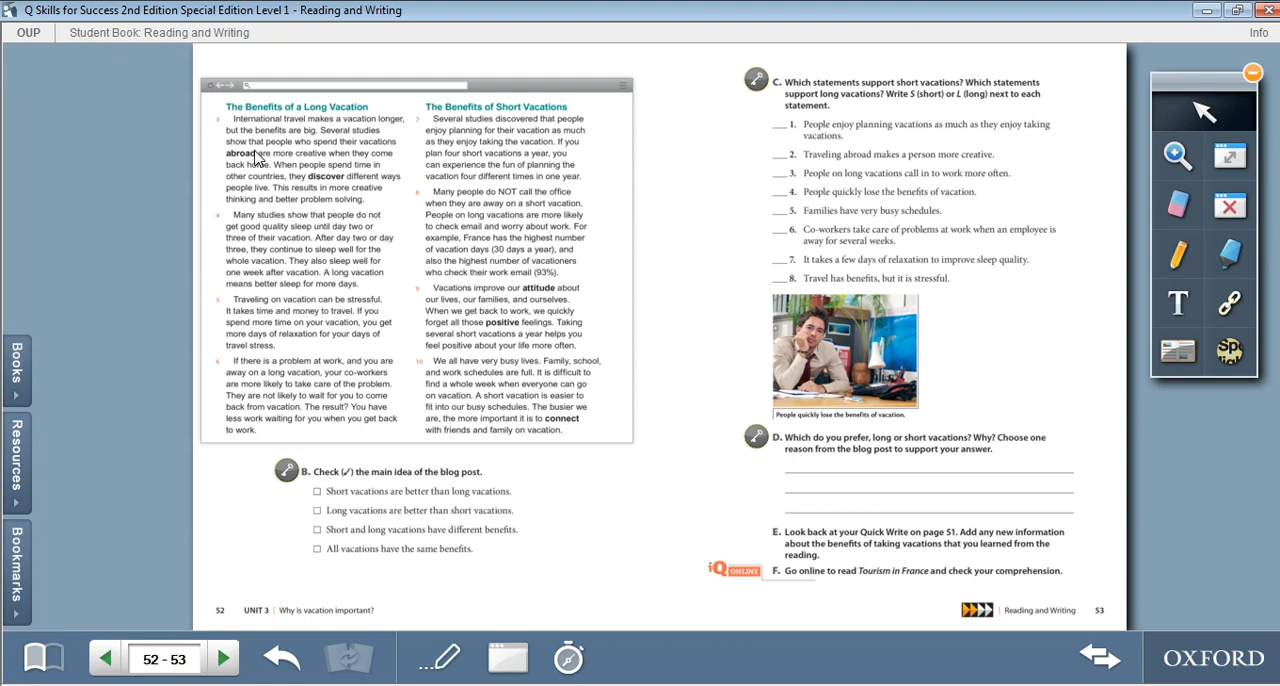 Q Skills for Success 2nd Edition Special Edition Level 1 - Reading and Writing
OUP
Student Book: Reading and Writing
Info
The Benefits of a Long Vacation
3 International travel makes a vacation longer,
but the benefits are big. Several studies
show that people who spend their vacations
abroad are more creative when they come
back home. When people spend time in
other countries, they discover different ways
people live. This results in more creative
thinking and better problem solving.
4 Many studies show that people do not
get good quality sleep until day two or
three of their vacation. After day two or day
three, they continue to sleep well for the
whole vacation. They also sleep well for
one week after vacation. A long vacation
means better sleep for more days.
5 Traveling on vacation can be stressful.
It takes time and money to travel. If you
spend more time on your vacation, you get
more days of relaxation for your days of
travel stress.
6 If there is a problem at work, and you are
away on a long vacation, your co-workers
are more likely to take care of the problem.
They are not likely to wait for you to come
back from vacation. The result? You have
less work waiting for you when you get back
to work.
The Benefits of Short Vacations
7 Several studies discovered that people
enjoy planning for their vacation as much
as they enjoy taking the vacation. If you
plan four short vacations a year, you
can experience the fun of planning the
vacation four different times in one year.
8 Many people do NOT call the office
when they are away on a short vacation.
People on long vacations are more likely
to check email and worry about work. For
example, France has the highest number
of vacation days (30 days a year), and
also the highest number of vacationers
who check their work email (93%).
9 Vacations improve our attitude about
our lives, our families, and ourselves.
When we get back to work, we quickly
forget all those positive feelings. Taking
several short vacations a year helps you
feel positive about your life more often.
10 We all have very busy lives. Family, school,
and work schedules are full. It is difficult to
find a whole week when everyone can go
on vacation. A short vacation is easier to
fit into our busy schedules. The busier we
are, the more important it is to connect
with friends and family on vacation.
B. Check (✓) the main idea of the blog post.
☐ Short vacations are better than long vacations.
☐ Long vacations are better than short vacations.
☐ Short and long vacations have different benefits.
☐ All vacations have the same benefits.
52 UNIT 3 | Why is vacation important?
C. Which statements support short vacations? Which statements
support long vacations? Write S (short) or L (long) next to each
statement.
___ 1. People enjoy planning vacations as much as they enjoy taking
vacations.
___ 2. Traveling abroad makes a person more creative.
___ 3. People on long vacations call in to work more often.
___ 4. People quickly lose the benefits of vacation.
___ 5. Families have very busy schedules.
___ 6. Co-workers take care of problems at work when an employee is
away for several weeks.
___ 7. It takes a few days of relaxation to improve sleep quality.
___ 8. Travel has benefits, but it is stressful.
People quickly lose the benefits of vacation.
D. Which do you prefer, long or short vacations? Why? Choose one
reason from the blog post to support your answer.
E. Look back at your Quick Write on page 51. Add any new information
about the benefits of taking vacations that you learned from the
reading.
iQ ONLINE
F. Go online to read Tourism in France and check your comprehension.
Reading and Writing 53
Books
Resources
Bookmarks
T
Sp
52 - 53
OXFORD